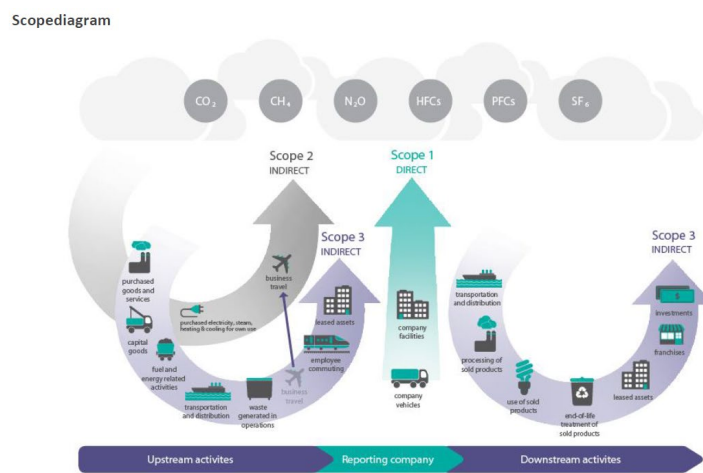 Scopediagram
CO₂
CH₄
N₂O
HFCs
PFCs
SF₆
Scope 2
INDIRECT
Scope 1
DIRECT
Scope 3
INDIRECT
Scope 3
INDIRECT
purchased
goods and
services
capital
goods
fuel and
energy related
activities
transportation
and distribution
waste
generated in
operations
business
travel
employee
commuting
leased assets
business
travel
purchased electricity, steam,
heating & cooling for own use
company
facilities
company
vehicles
transportation
and distribution
processing of
sold products
use of sold
products
end-of-life
treatment of
sold products
leased assets
franchises
investments
$
Upstream activites
Reporting company
Downstream activites